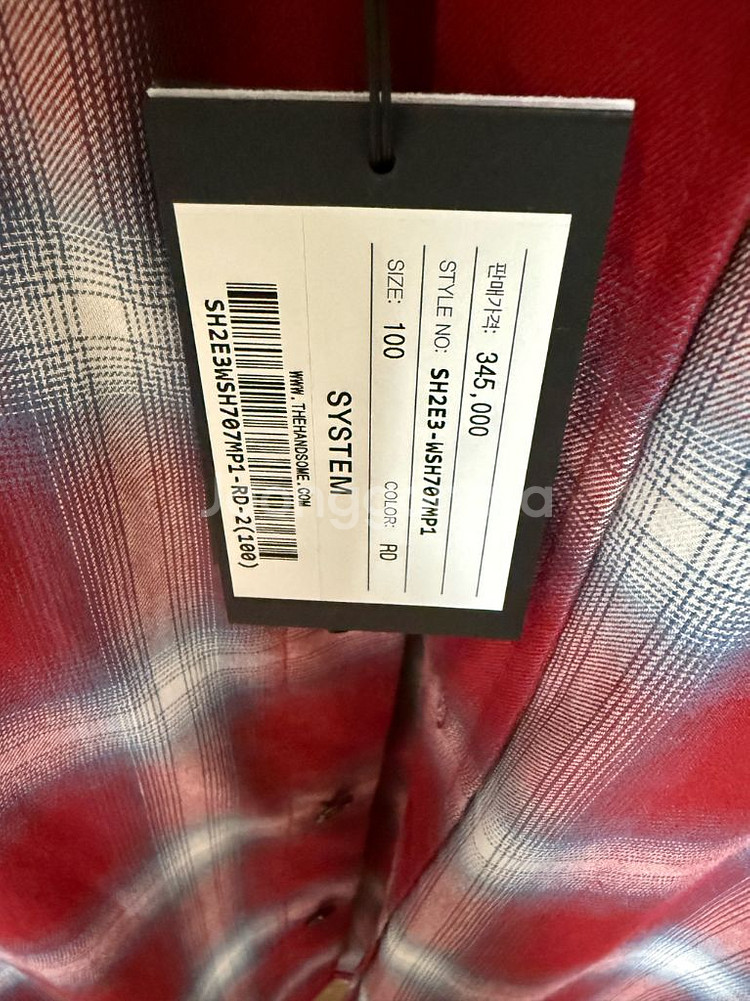 판매가격: 345,000
STYLE NO: SH2E3-WSH707MP1
SIZE: 100 COLOR: RD
SYSTEM
WWW.THEHANDSOME.COM
SH2E3WSH707MP1-RD-2(100)
Joonggonara